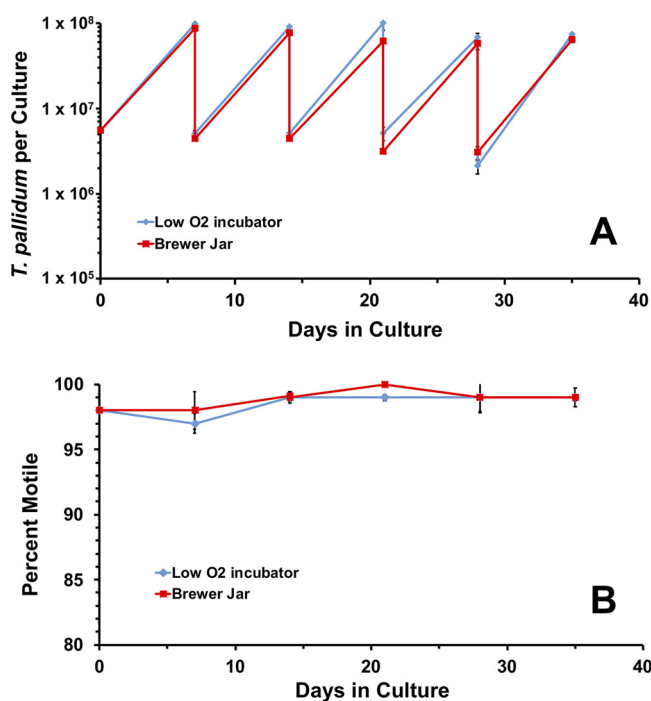 1 x 10⁸
1 x 10⁷
1 x 10⁶
1 x 10⁵
T. pallidum per Culture
Low O2 incubator
Brewer Jar
A
0 10 20 30 40
Days in Culture
100
95
90
85
80
Percent Motile
Low O2 incubator
Brewer Jar
B
0 10 20 30 40
Days in Culture